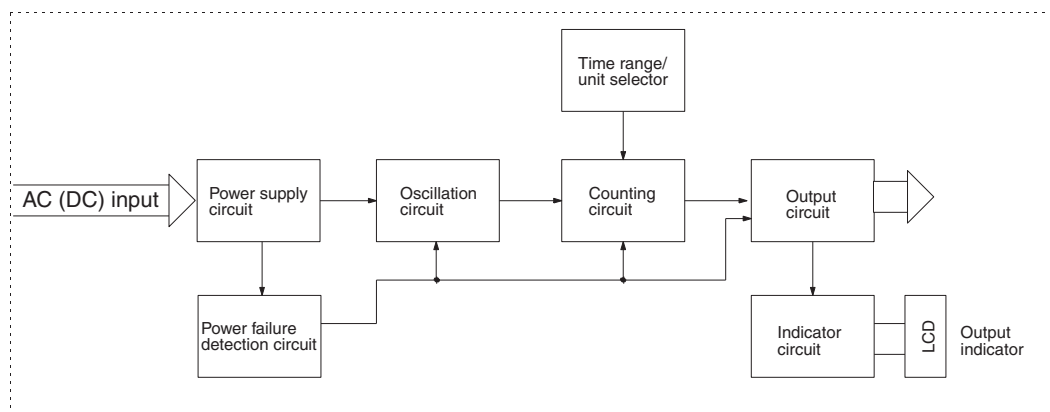 Time range/
unit selector
AC (DC) input
Power supply
circuit
Oscillation
circuit
Counting
circuit
Output
circuit
Power failure
detection circuit
Indicator
circuit
LCD
Output
indicator